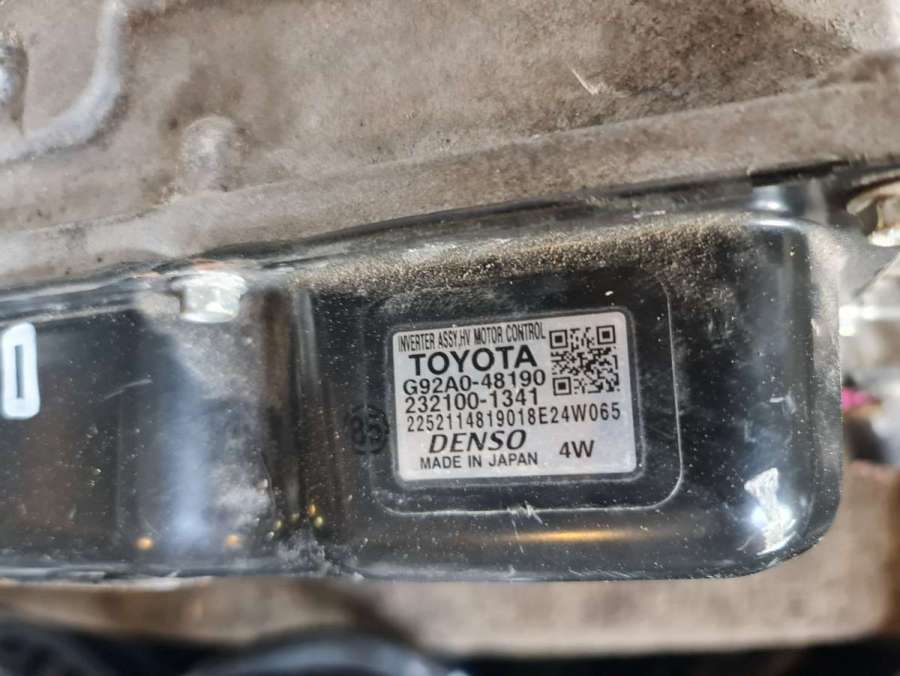 INVERTER ASSY,HV MOTOR CONTROL
TOYOTA
G92A0-48190
232100-1341
2252114819018E24W065
DENSO 4W
MADE IN JAPAN